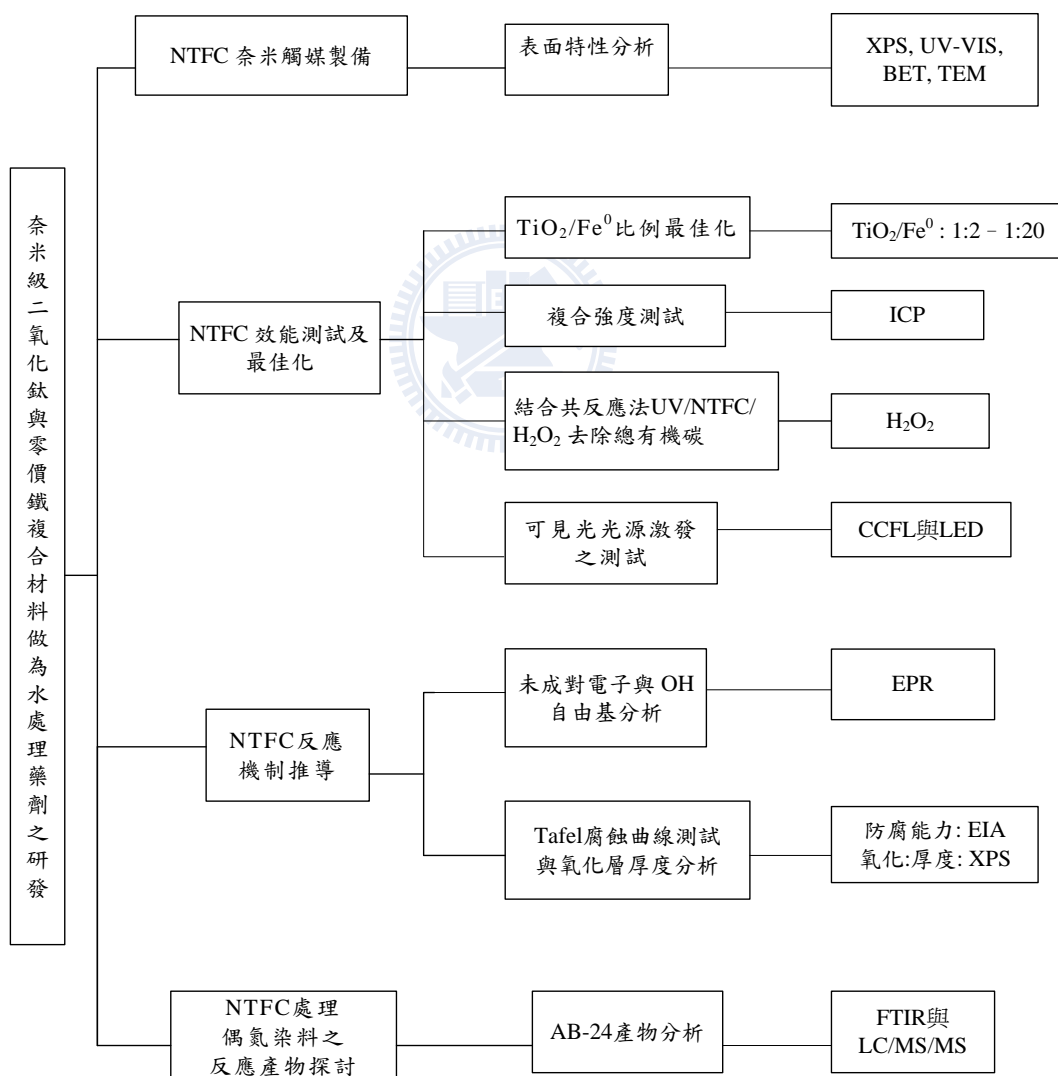 奈米級二氧化鈦與零價鐵複合材料做為水處理藥劑之研發
NTFC 奈米觸媒製備
表面特性分析
XPS, UV-VIS,
BET, TEM
NTFC 效能測試及
最佳化
TiO₂/Fe⁰比例最佳化
TiO₂/Fe⁰ : 1:2 – 1:20
複合強度測試
ICP
結合共反應法UV/NTFC/
H₂O₂ 去除總有機碳
H₂O₂
可見光光源激發
之測試
CCFL與LED
NTFC反應
機制推導
未成對電子與 OH
自由基分析
EPR
Tafel腐蝕曲線測試
與氧化層厚度分析
防腐能力: EIA
氧化:厚度: XPS
NTFC處理
偶氮染料之
反應產物探討
AB-24產物分析
FTIR與
LC/MS/MS